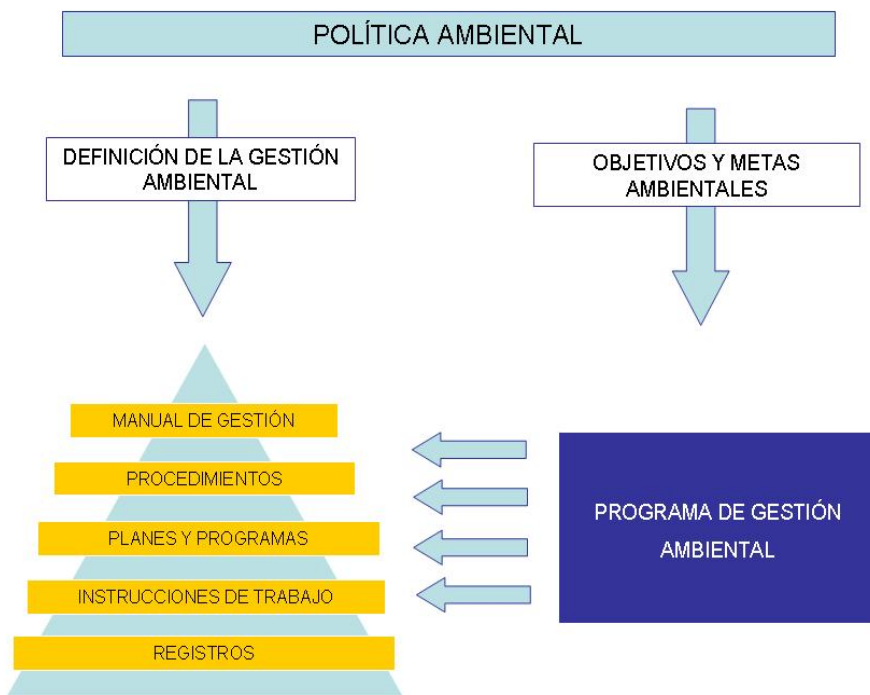 POLÍTICA AMBIENTAL
DEFINICIÓN DE LA GESTIÓN
AMBIENTAL
OBJETIVOS Y METAS
AMBIENTALES
MANUAL DE GESTIÓN
PROCEDIMIENTOS
PLANES Y PROGRAMAS
INSTRUCCIONES DE TRABAJO
REGISTROS
PROGRAMA DE GESTIÓN
AMBIENTAL